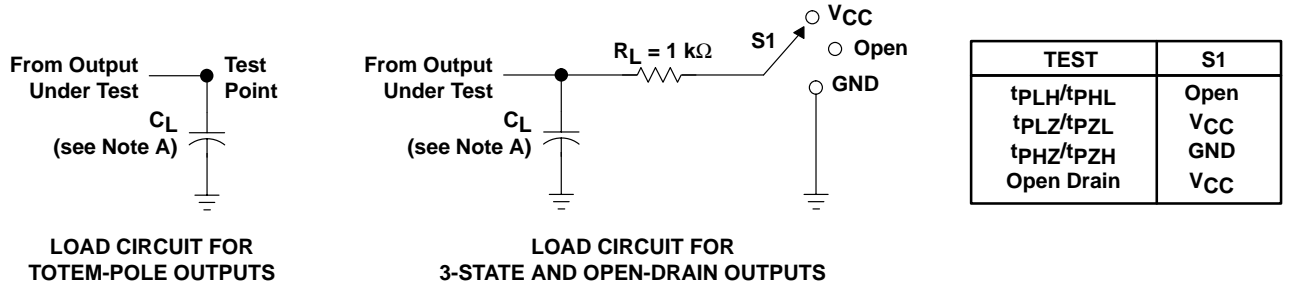 From Output
Under Test
Test
Point
CL
(see Note A)
LOAD CIRCUIT FOR
TOTEM-POLE OUTPUTS
From Output
Under Test
RL = 1 kΩ
S1
VCC
Open
GND
CL
(see Note A)
LOAD CIRCUIT FOR
3-STATE AND OPEN-DRAIN OUTPUTS
TEST S1
tPLH/tPHL Open
tPLZ/tPZL VCC
tPHZ/tPZH GND
Open Drain VCC